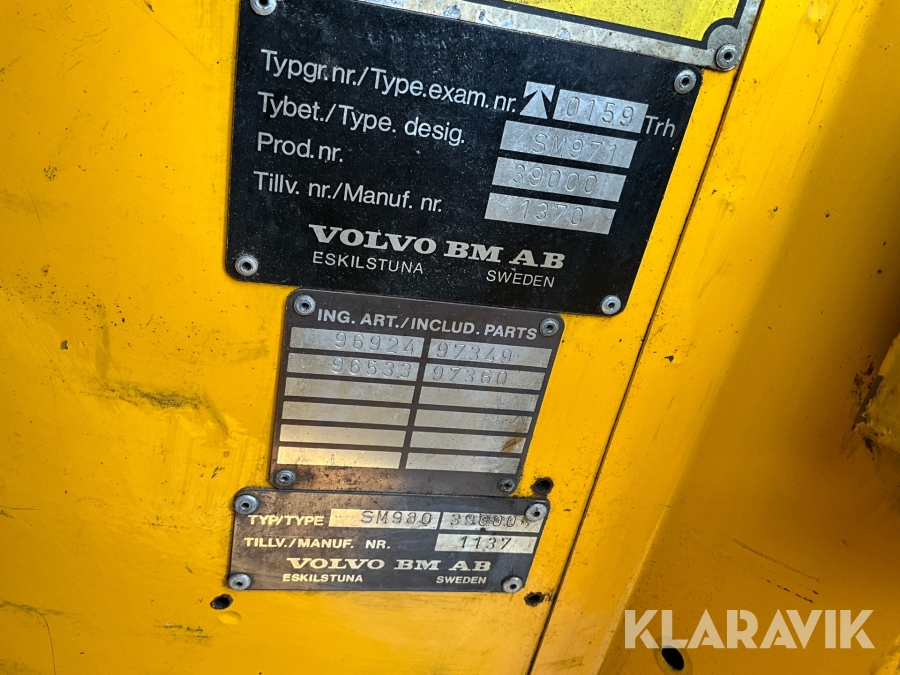 Typgr.nr./Type.exam.nr. 0159 Trh
Tybet./Type. desig. SM971
Prod.nr. 39000
Tillv. nr./Manuf. nr. 1370
VOLVO BM AB
ESKILSTUNA SWEDEN
ING. ART./INCLUD. PARTS
96924 97349
96533 97360
TYP/TYPE SM930 39000
TILLV./MANUF. NR. 1137
VOLVO BM AB
ESKILSTUNA SWEDEN
KLARAVIK